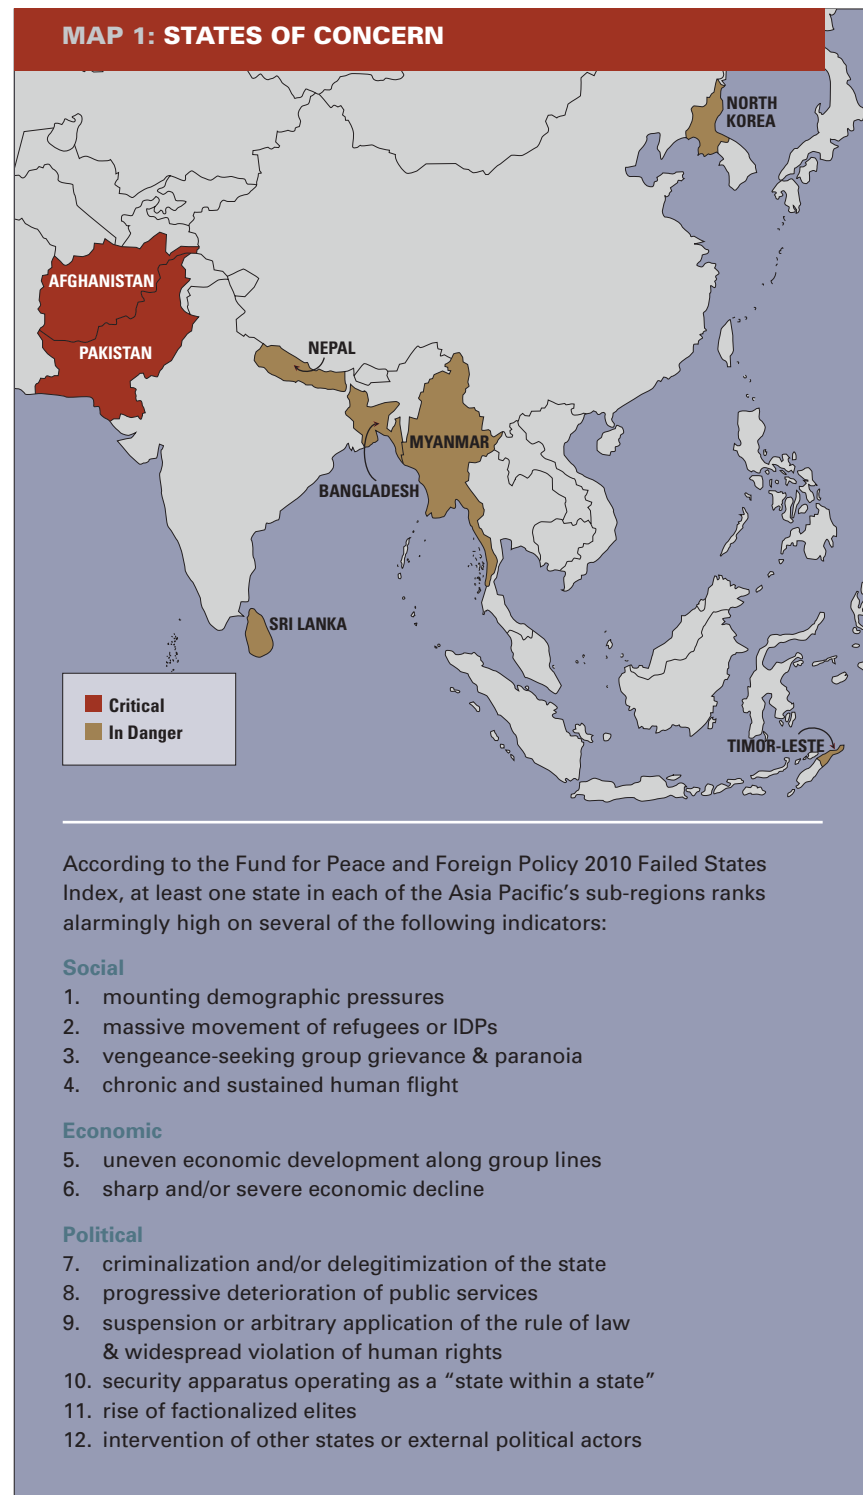 MAP 1: STATES OF CONCERN
NORTH
KOREA
AFGHANISTAN
PAKISTAN
NEPAL
MYANMAR
BANGLADESH
SRI LANKA
Critical
In Danger
TIMOR-LESTE
According to the Fund for Peace and Foreign Policy 2010 Failed States
Index, at least one state in each of the Asia Pacific’s sub-regions ranks
alarmingly high on several of the following indicators:
Social
1. mounting demographic pressures
2. massive movement of refugees or IDPs
3. vengeance-seeking group grievance & paranoia
4. chronic and sustained human flight
Economic
5. uneven economic development along group lines
6. sharp and/or severe economic decline
Political
7. criminalization and/or delegitimization of the state
8. progressive deterioration of public services
9. suspension or arbitrary application of the rule of law
& widespread violation of human rights
10. security apparatus operating as a “state within a state”
11. rise of factionalized elites
12. intervention of other states or external political actors